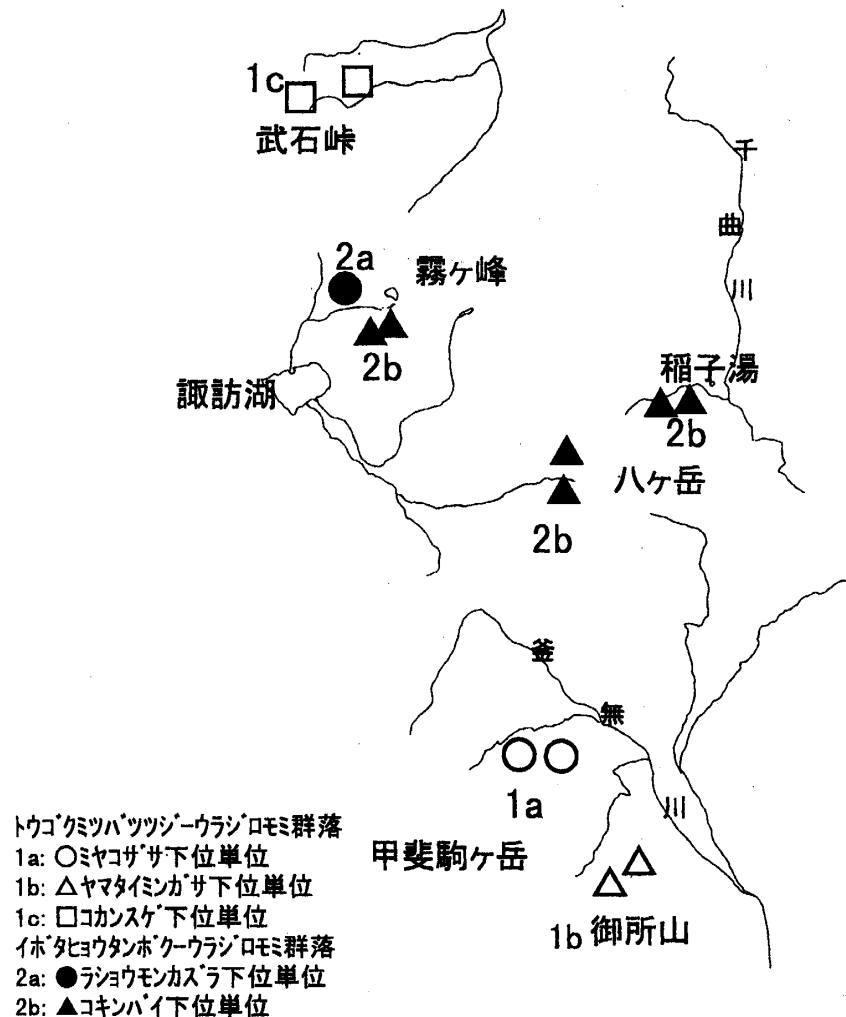 1c
武石峠
千
曲
川
2a
霧ヶ峰
2b
諏訪湖
稲子湯
2b
八ヶ岳
2b
釜
無
川
1a
甲斐駒ヶ岳
1b 御所山
トウゴクミツバツツジーウラジロモミ群落
1a: ○ミヤコザサ下位単位
1b: △ヤマタイミンガサ下位単位
1c: □コカンスゲ下位単位
イボタヒョウタンボクーウラジロモミ群落
2a: ●ラショウモンカズラ下位単位
2b: ▲コキンバイ下位単位